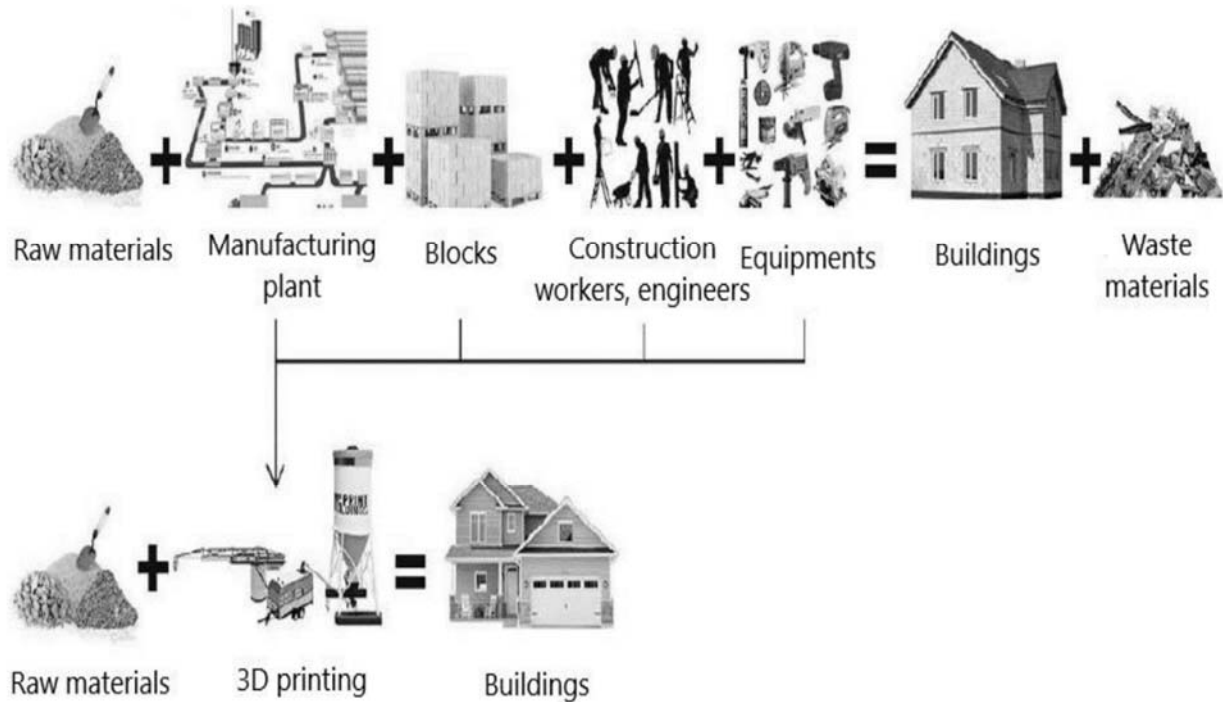 Raw materials
Manufacturing
plant
Blocks
Construction
workers, engineers
Equipments
Buildings
Waste
materials
Raw materials
3D printing
Buildings